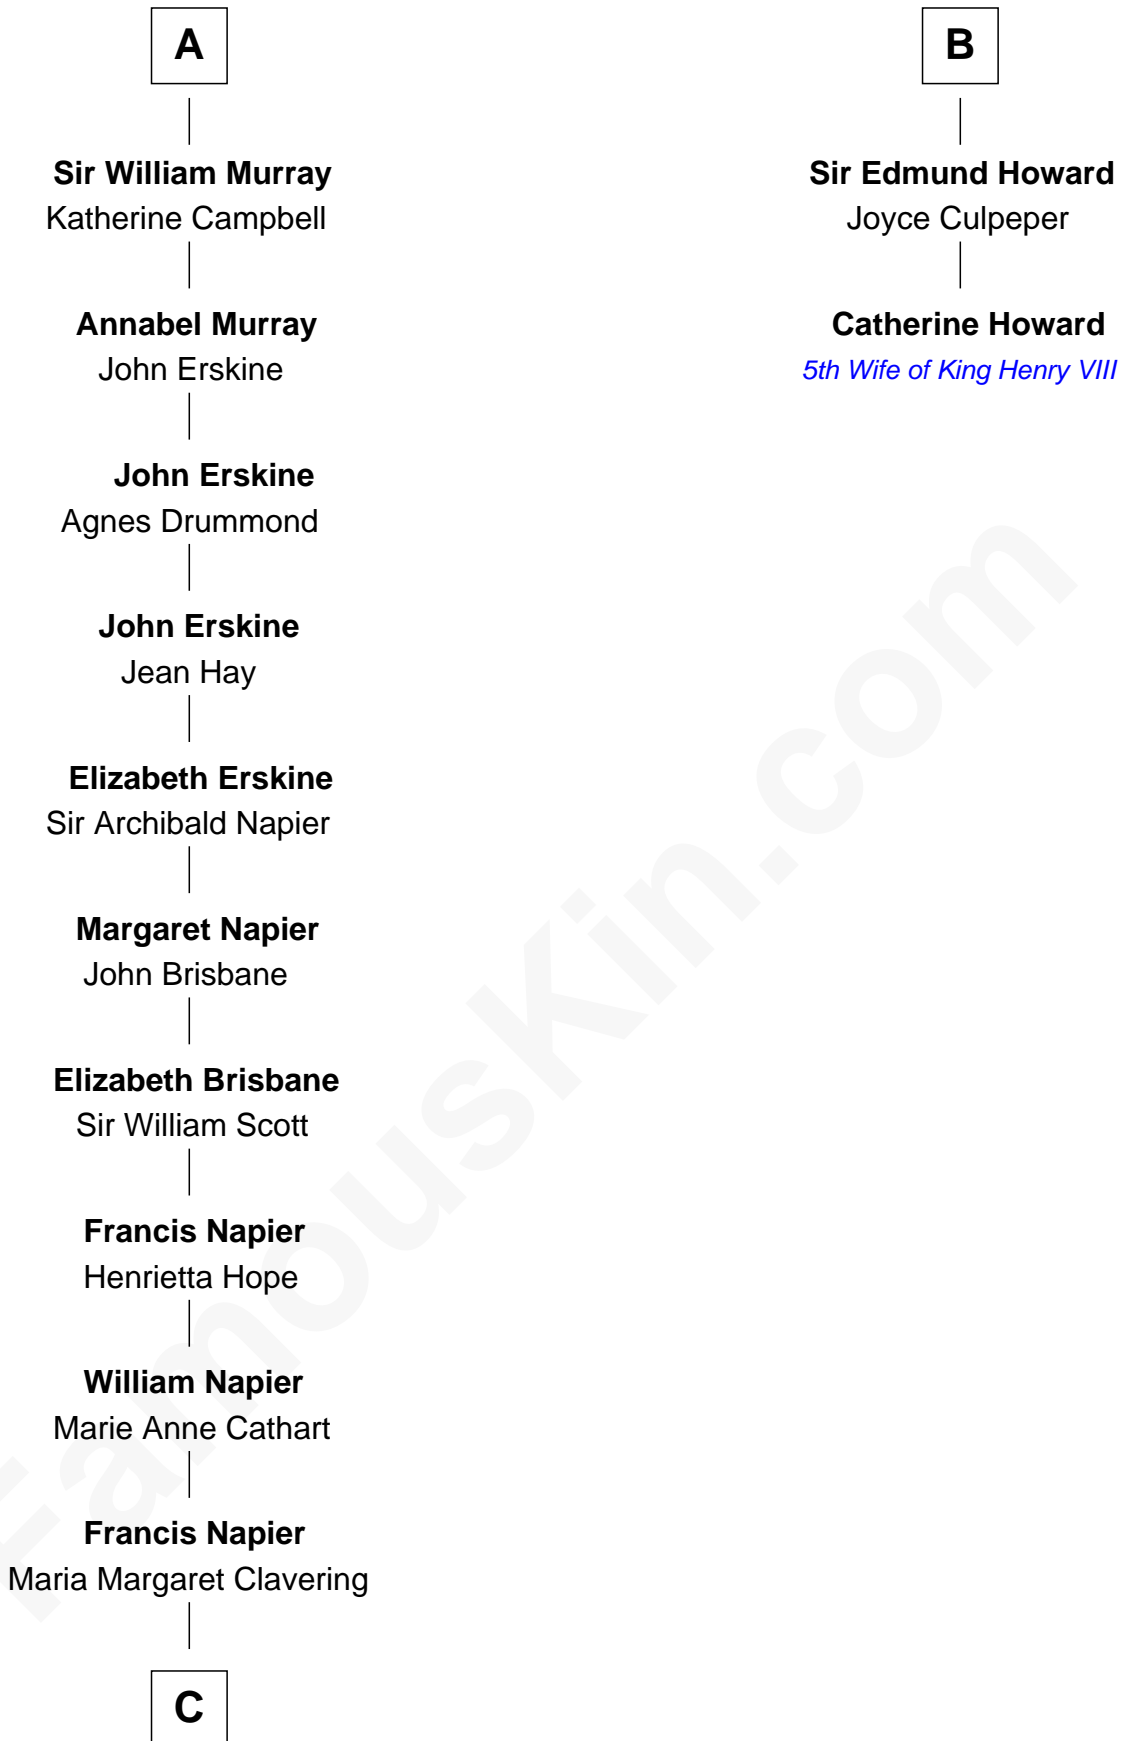 A
Sir William Murray
Katherine Campbell
Annabel Murray
John Erskine
John Erskine
Agnes Drummond
John Erskine
Jean Hay
Elizabeth Erskine
Sir Archibald Napier
Margaret Napier
John Brisbane
Elizabeth Brisbane
Sir William Scott
Francis Napier
Henrietta Hope
William Napier
Marie Anne Cathart
Francis Napier
Maria Margaret Clavering
C
B
Sir Edmund Howard
Joyce Culpeper
Catherine Howard
5th Wife of King Henry VIII
FamousKin.com